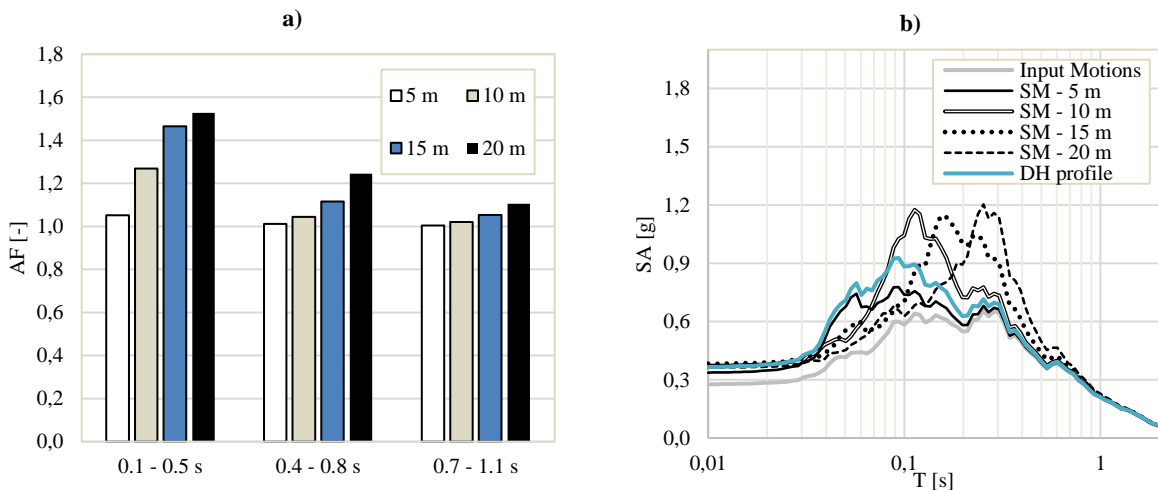 a)
AF [-]
1,8
1,6
1,4
1,2
1,0
0,8
0,6
0,4
0,2
0,0
5 m
10 m
15 m
20 m
0.1 - 0.5 s
0.4 - 0.8 s
0.7 - 1.1 s
b)
SA [g]
1,8
1,5
1,2
0,9
0,6
0,3
0,0
Input Motions
SM - 5 m
SM - 10 m
SM - 15 m
SM - 20 m
DH profile
0,01
0,1
1
T [s]